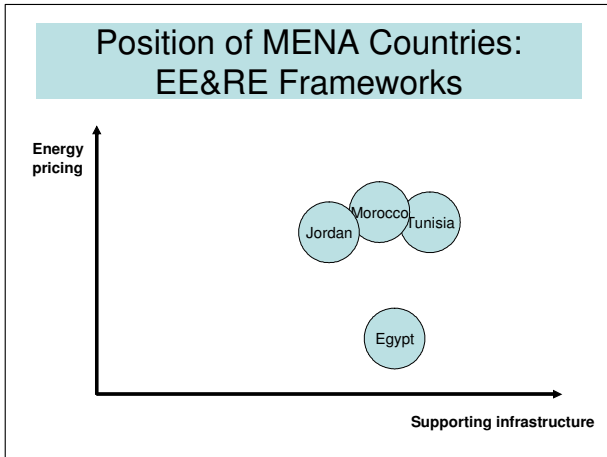 Position of MENA Countries:
EE&RE Frameworks
Energy
pricing
Morocco
Tunisia
Jordan
Egypt
Supporting infrastructure